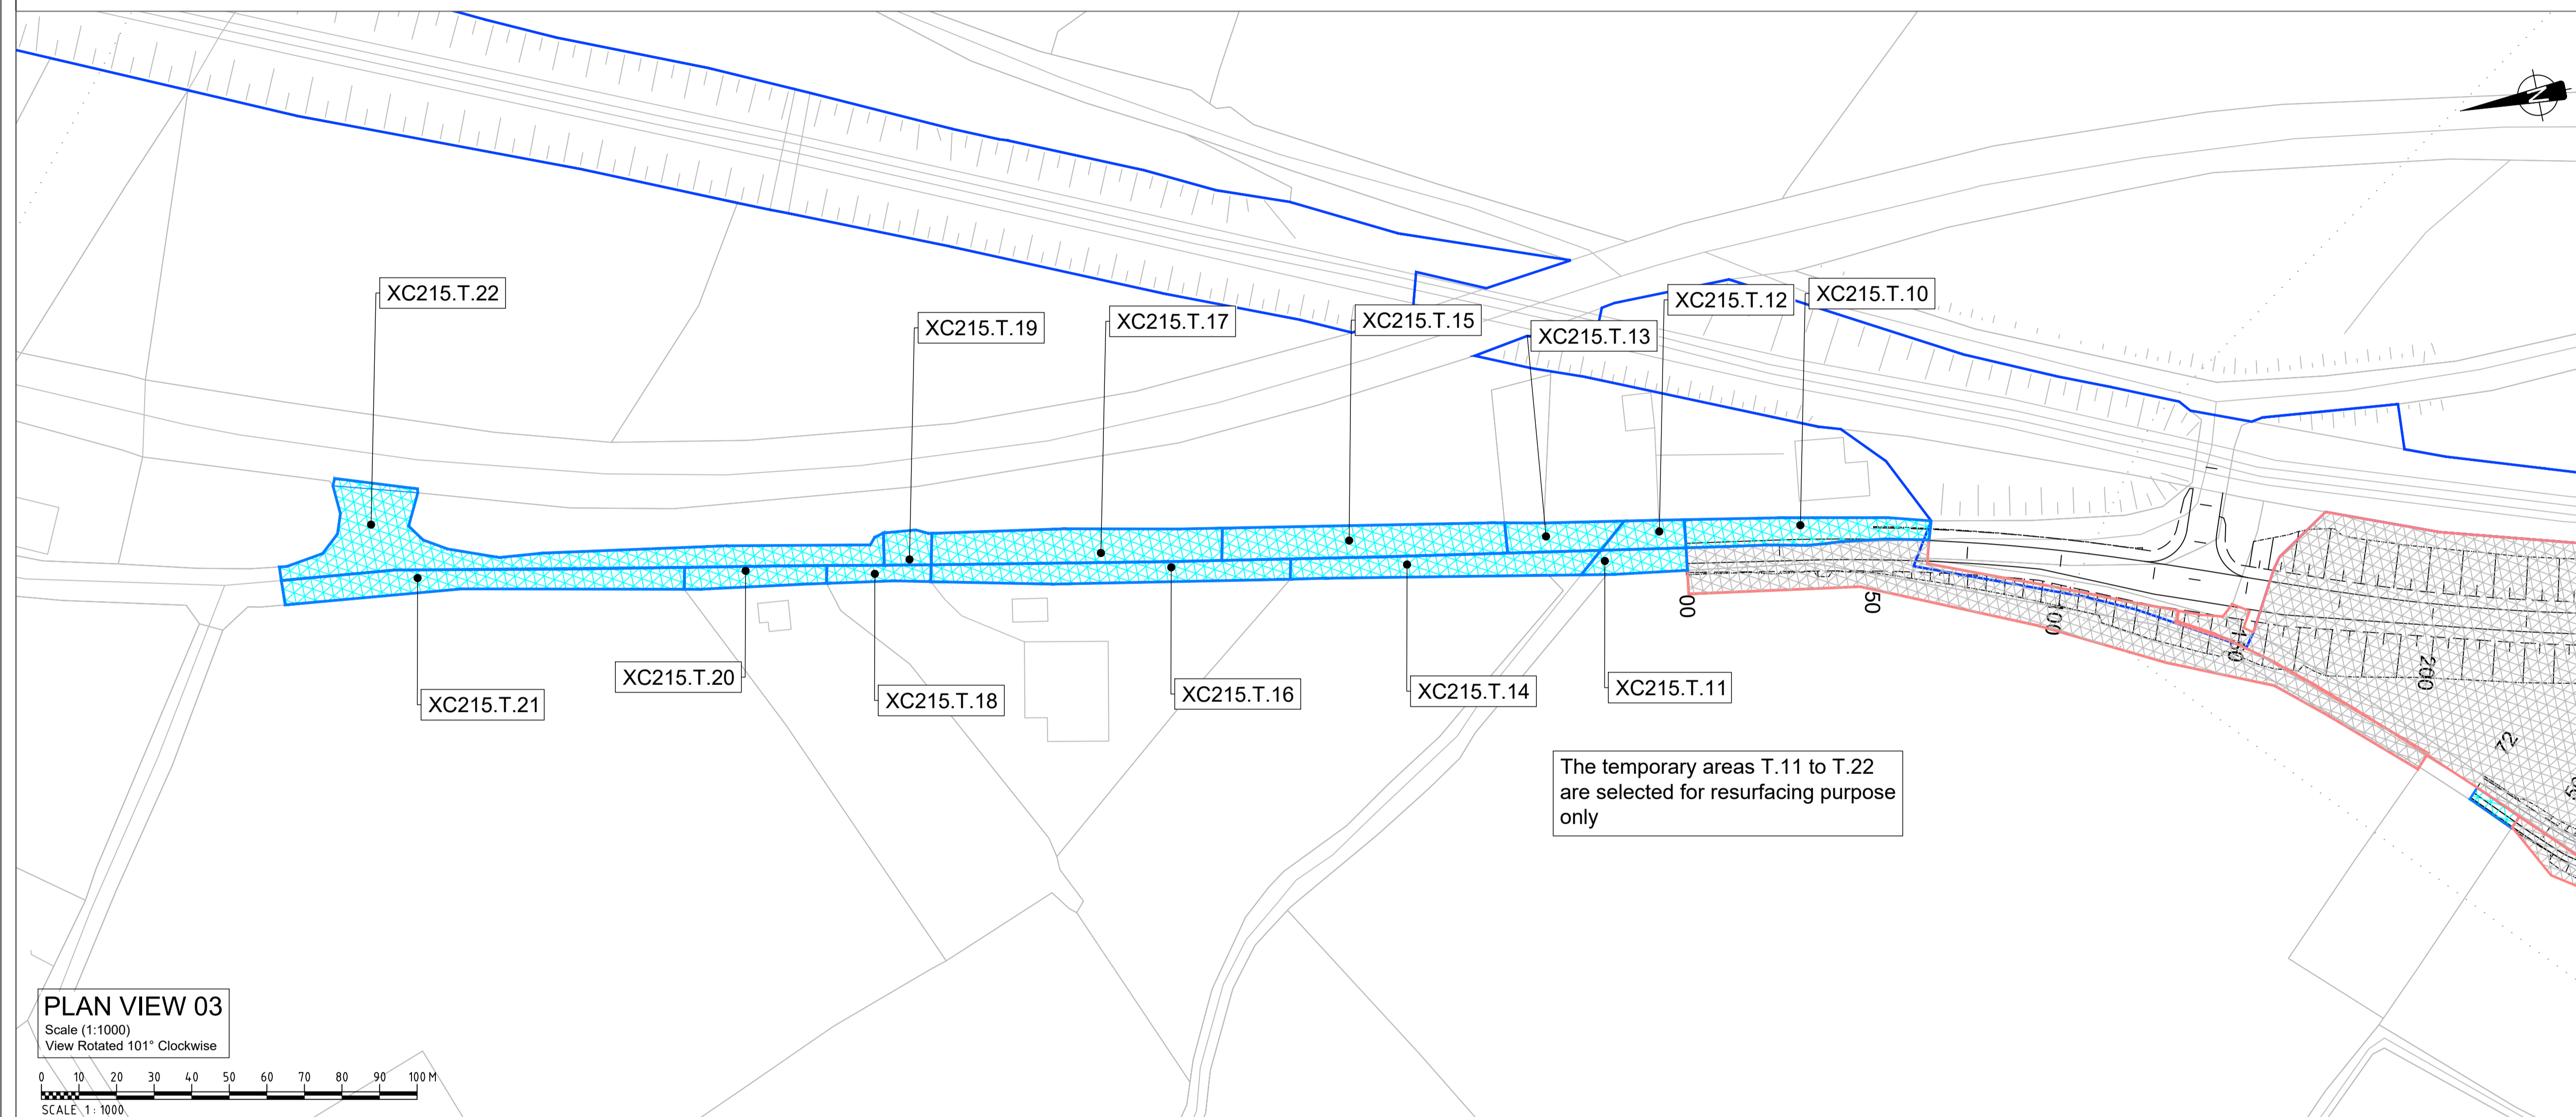 N
XC215.T.22
XC215.T.19
XC215.T.17
XC215.T.15
XC215.T.13
XC215.T.12
XC215.T.10
XC215.T.21
XC215.T.20
XC215.T.18
XC215.T.16
XC215.T.14
XC215.T.11
00
50
200
72
The temporary areas T.11 to T.22
are selected for resurfacing purpose
only
PLAN VIEW 03
Scale (1:1000)
View Rotated 101° Clockwise
0 10 20 30 40 50 60 70 80 90 100 M
SCALE 1 : 1000